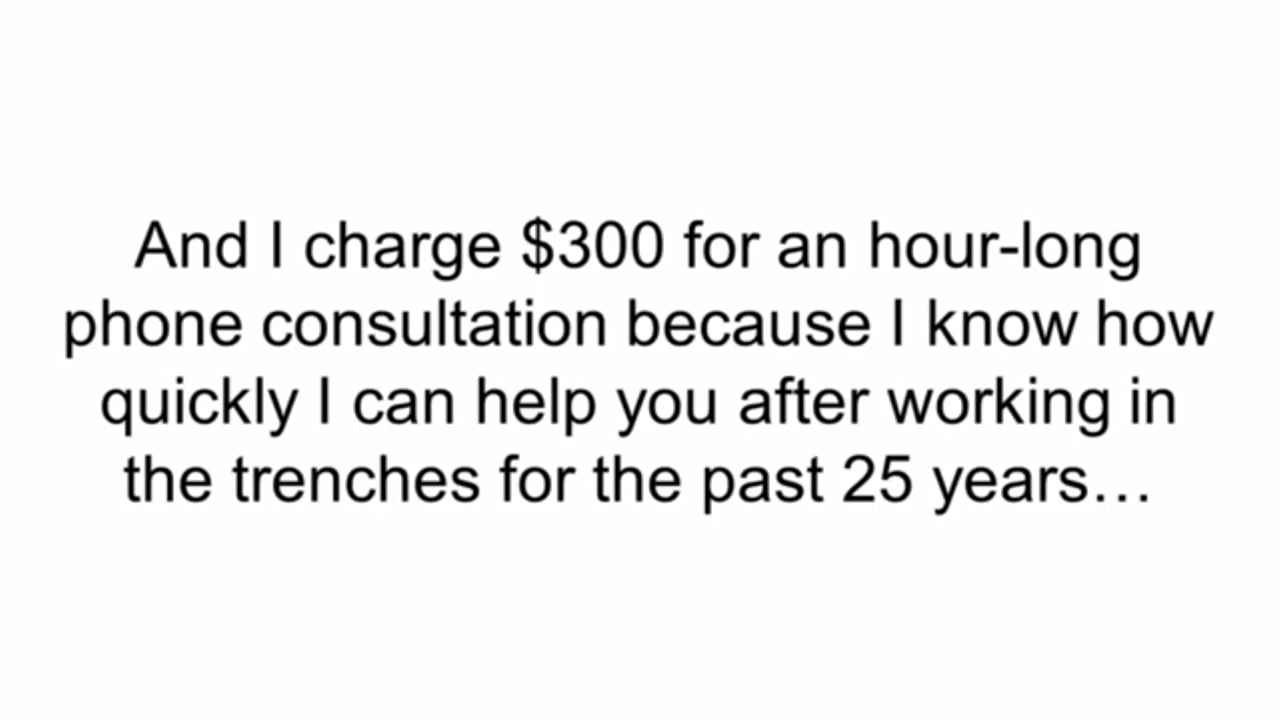 And I charge $300 for an hour-long
phone consultation because I know how
quickly I can help you after working in
the trenches for the past 25 years…